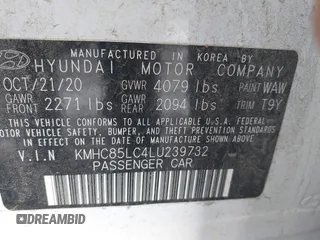 MANUFACTURED IN KOREA BY
HYUNDAI MOTOR COMPANY
OCT/21/20 GVWR 4079 lbs PAINT WAW
GAWR FRONT 2271 lbs GAWR REAR 2094 lbs TRIM T9Y
THIS VEHICLE CONFORMS TO ALL APPLICABLE U.S. FEDERAL MOTOR VEHICLE
SAFETY, BUMPER, AND THEFT PREVENTION STANDARDS IN
EFFECT ON THE DATE OF MANUFACTURE SHOWN ABOVE.
V.I.N KMHC85LC4LU239732
PASSENGER CAR